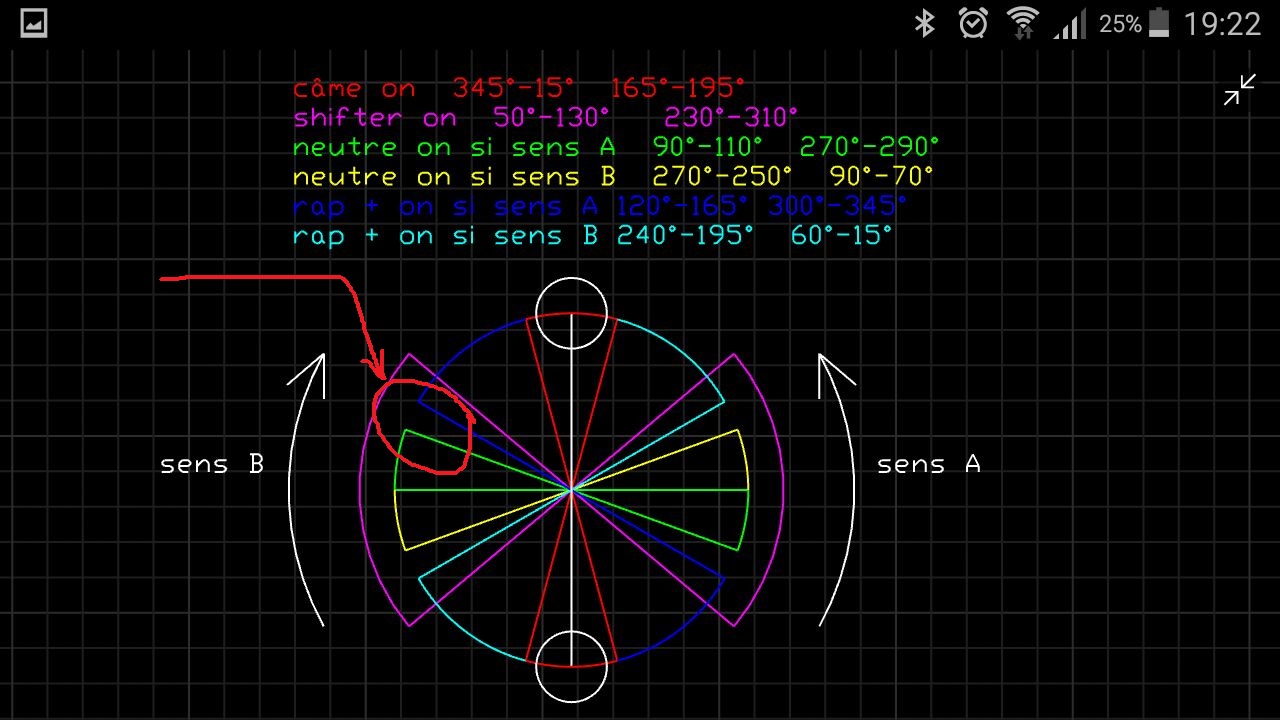 25% 19:22
câme on 345°-15° 165°-195°
shifter on 50°-130° 230°-310°
neutre on si sens A 90°-110° 270°-290°
neutre on si sens B 270°-250° 90°-70°
rap + on si sens A 120°-165° 300°-345°
rap + on si sens B 240°-195° 60°-15°
sens B
sens A